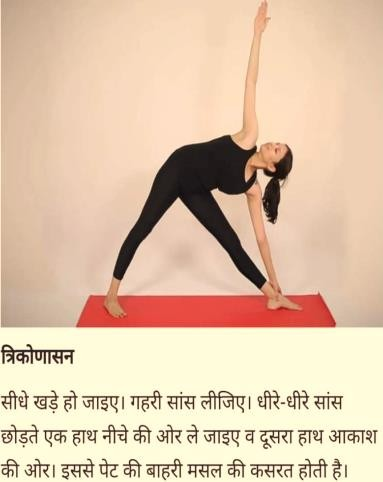 त्रिकोणासन
सीधे खड़े हो जाइए। गहरी सांस लीजिए। धीरे-धीरे सांस
छोड़ते एक हाथ नीचे की ओर ले जाइए व दूसरा हाथ आकाश
की ओर। इससे पेट की बाहरी मसल की कसरत होती है।